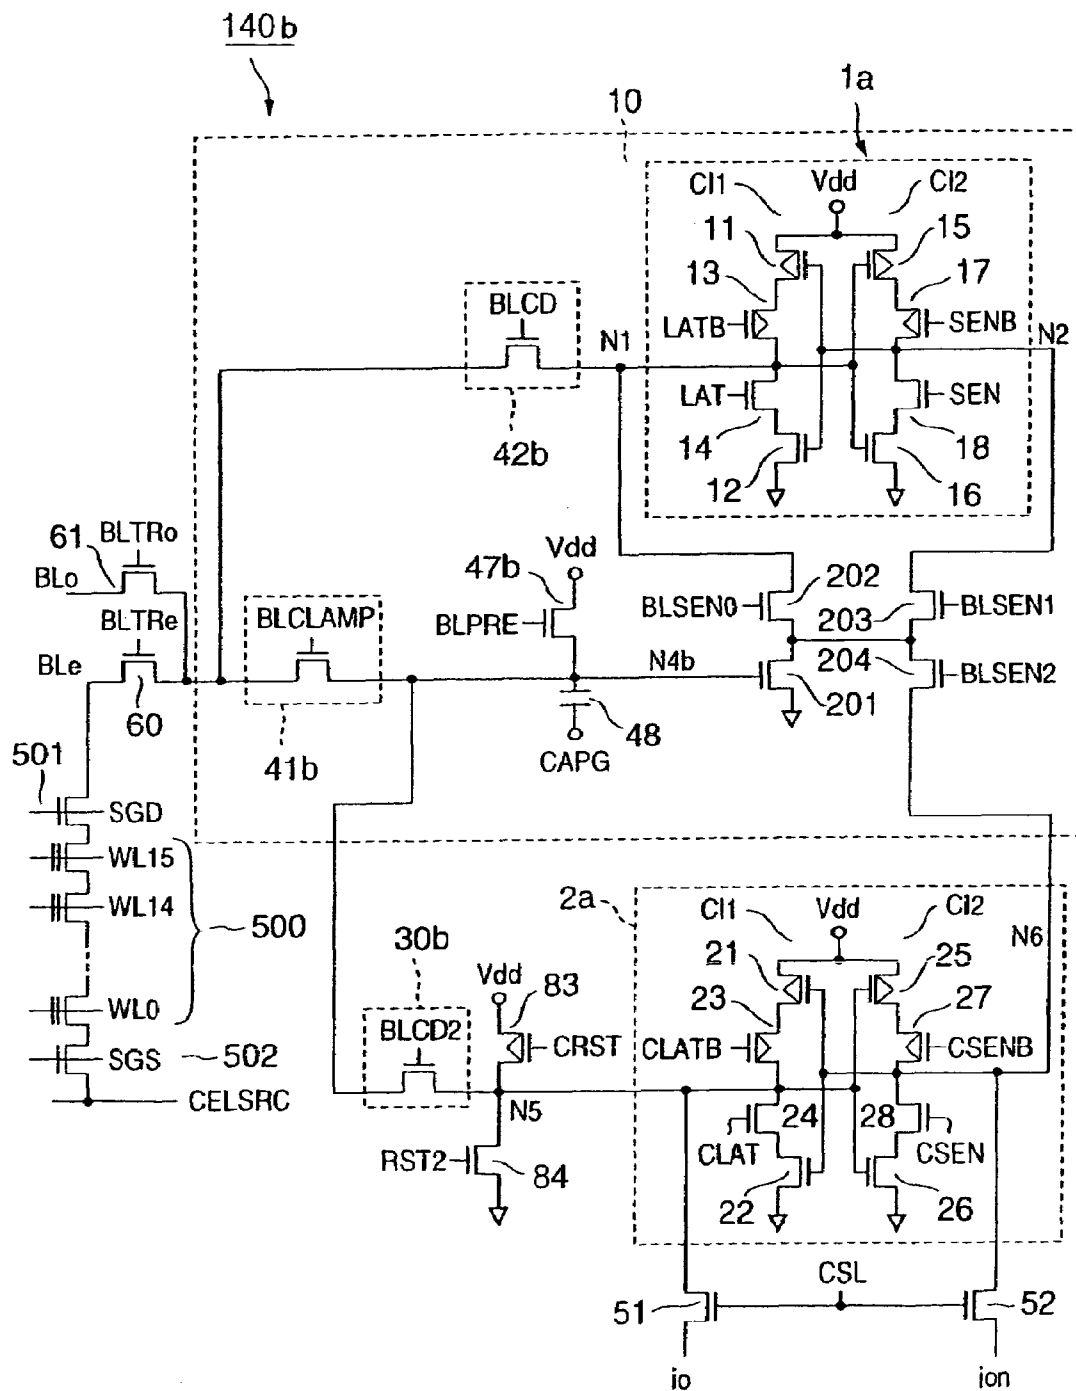 140b
10
1a
CI1
Vdd
CI2
11
15
13
17
LATB
SENB
N1
N2
BLCD
42b
LAT
SEN
14
18
12
16
61
BLTRo
BLo
BLTRe
BLe
60
BLCLAMP
41b
Vdd
47b
BLPRE
N4b
48
CAPG
202
BLSEN0
203
BLSEN1
204
BLSEN2
201
501
SGD
WL15
WL14
500
WL0
SGS
502
CELSRC
2a
CI1
Vdd
CI2
N6
21
25
23
27
30b
BLCD2
Vdd
83
CRST
CLATB
CSENB
N5
24
28
CLAT
CSEN
RST2
84
22
26
CSL
51
52
io
ion